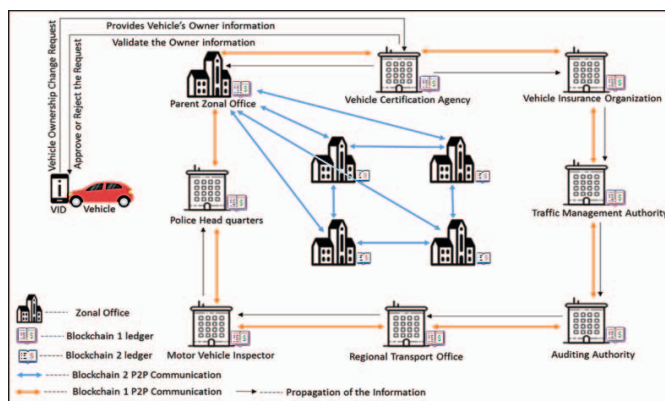 Provides Vehicle's Owner information
Validate the Owner information
Vehicle Ownership Change Request
Approve or Reject the Request
Parent Zonal Office
Vehicle Certification Agency
Vehicle Insurance Organization
VID
Vehicle
Police Head quarters
Traffic Management Authority
Motor Vehicle Inspector
Regional Transport Office
Auditing Authority
Zonal Office
Blockchain 1 ledger
Blockchain 2 ledger
Blockchain 2 P2P Communication
Blockchain 1 P2P Communication
Propagation of the Information